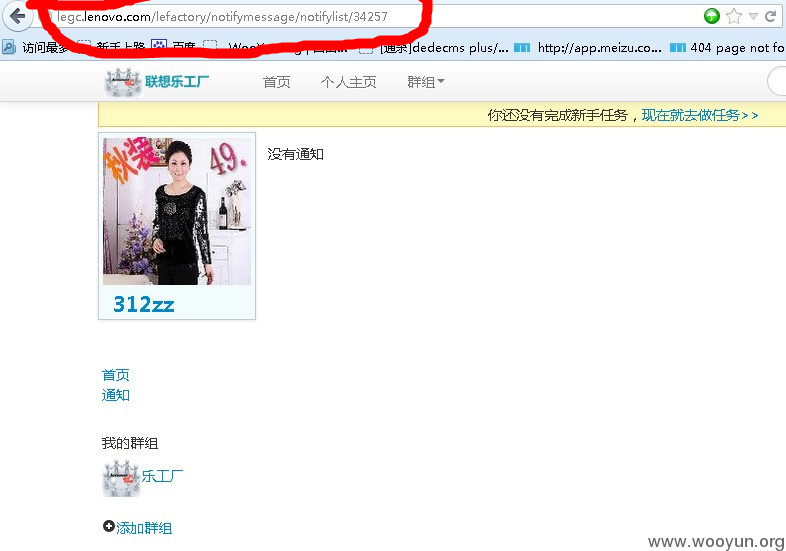 legc.lenovo.com/lefactory/notifymessage/notifylist/34257
访问最多 新手上路 百度 [通杀]dedecms plus/... http://app.meizu.co... 404 page not fo
联想乐工厂 首页 个人主页 群组
你还没有完成新手任务，现在就去做任务>>
秋装 49.
没有通知
312zz
首页
通知
我的群组
乐工厂
添加群组
www.wooyun.org